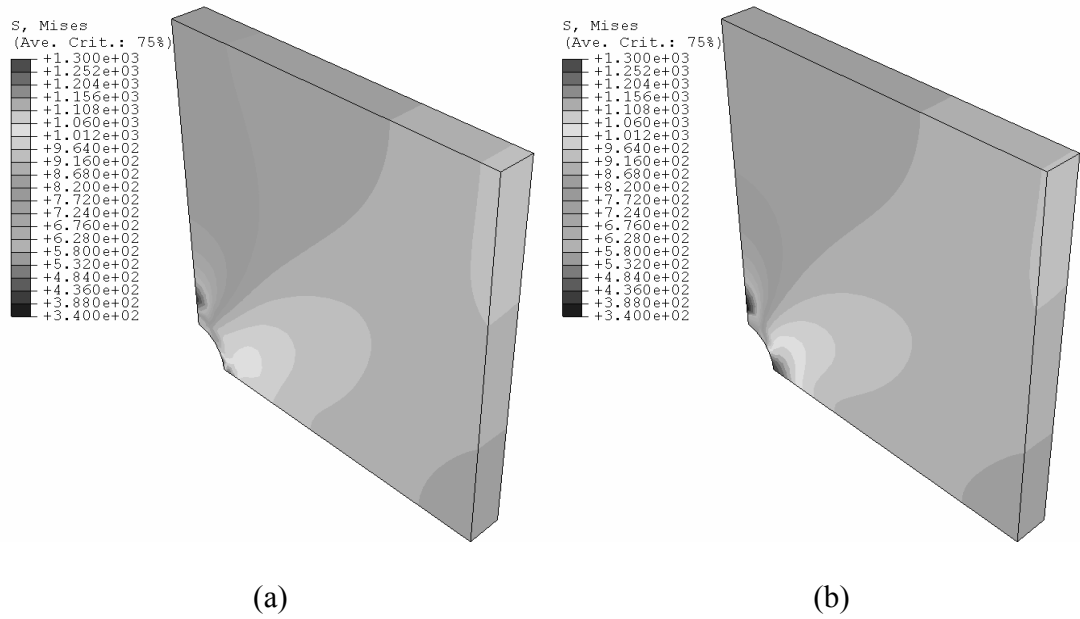 S, Mises
(Ave. Crit.: 75%)
+1.300e+03
+1.252e+03
+1.204e+03
+1.156e+03
+1.108e+03
+1.060e+03
+1.012e+03
+9.640e+02
+9.160e+02
+8.680e+02
+8.200e+02
+7.720e+02
+7.240e+02
+6.760e+02
+6.280e+02
+5.800e+02
+5.320e+02
+4.840e+02
+4.360e+02
+3.880e+02
+3.400e+02
(a)
S, Mises
(Ave. Crit.: 75%)
+1.300e+03
+1.252e+03
+1.204e+03
+1.156e+03
+1.108e+03
+1.060e+03
+1.012e+03
+9.640e+02
+9.160e+02
+8.680e+02
+8.200e+02
+7.720e+02
+7.240e+02
+6.760e+02
+6.280e+02
+5.800e+02
+5.320e+02
+4.840e+02
+4.360e+02
+3.880e+02
+3.400e+02
(b)